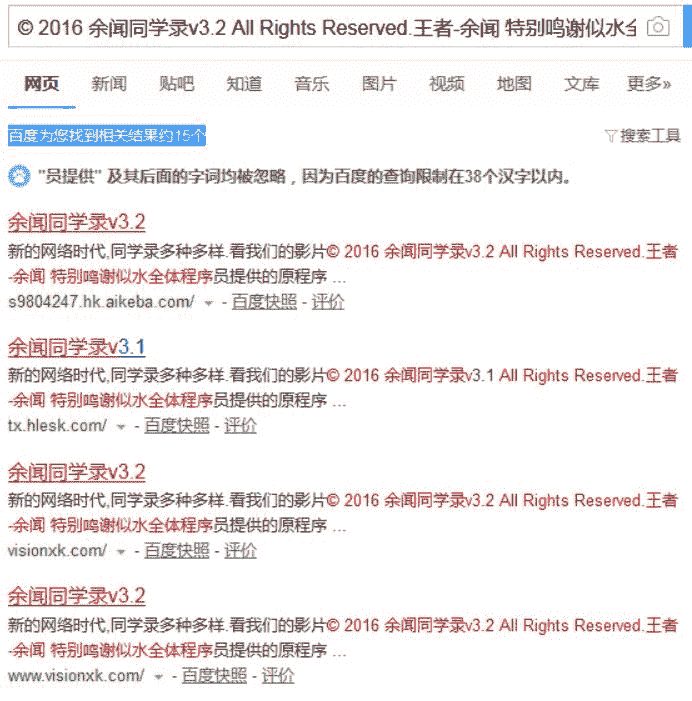 © 2016 余闻同学录v3.2 All Rights Reserved.王者-余闻 特别鸣谢似水全
网页 新闻 贴吧 知道 音乐 图片 视频 地图 文库 更多»
百度为您找到相关结果约15个 搜索工具
"员提供" 及其后面的字词均被忽略，因为百度的查询限制在38个汉字以内。
余闻同学录v3.2
新的网络时代,同学录多种多样.看我们的影片© 2016 余闻同学录v3.2 All Rights Reserved.王者
-余闻 特别鸣谢似水全体程序员提供的原程序 ...
s9804247.hk.aikeba.com/ - 百度快照 - 评价
余闻同学录v3.1
新的网络时代,同学录多种多样.看我们的影片© 2016 余闻同学录v3.1 All Rights Reserved.王者
-余闻 特别鸣谢似水全体程序员提供的原程序 ...
tx.hlesk.com/ - 百度快照 - 评价
余闻同学录v3.2
新的网络时代,同学录多种多样.看我们的影片© 2016 余闻同学录v3.2 All Rights Reserved.王者
-余闻 特别鸣谢似水全体程序员提供的原程序 ...
visionxk.com/ - 百度快照 - 评价
余闻同学录v3.2
新的网络时代,同学录多种多样.看我们的影片© 2016 余闻同学录v3.2 All Rights Reserved.王者
-余闻 特别鸣谢似水全体程序员提供的原程序 ...
www.visionxk.com/ - 百度快照 - 评价